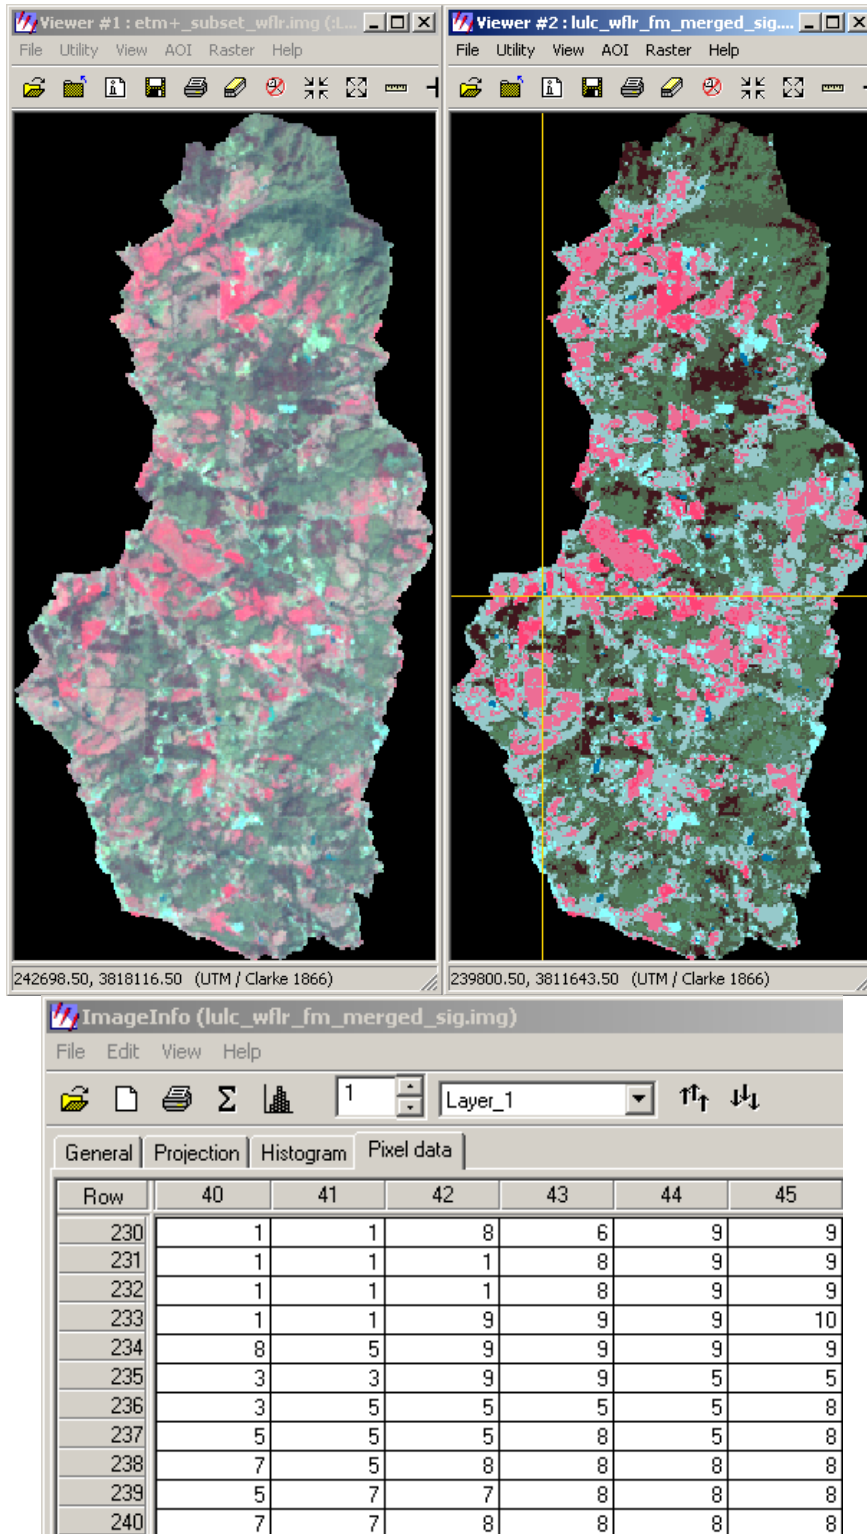 Viewer #1 : etm+_subset_wflr.img (:L...
File Utility View AOI Raster Help
242698.50, 3818116.50 (UTM / Clarke 1866)
Viewer #2 : lulc_wflr_fm_merged_sig....
File Utility View AOI Raster Help
239800.50, 3811643.50 (UTM / Clarke 1866)
ImageInfo (lulc_wflr_fm_merged_sig.img)
File Edit View Help
Σ 1 Layer_1
General Projection Histogram Pixel data
Row 40 41 42 43 44 45
230 1 1 8 6 9 9
231 1 1 1 8 9 9
232 1 1 1 8 9 9
233 1 1 9 9 9 10
234 8 5 9 9 9 9
235 3 3 9 9 5 5
236 3 5 5 5 5 8
237 5 5 5 8 5 8
238 7 5 8 8 8 8
239 5 7 7 8 8 8
240 7 7 8 8 8 8